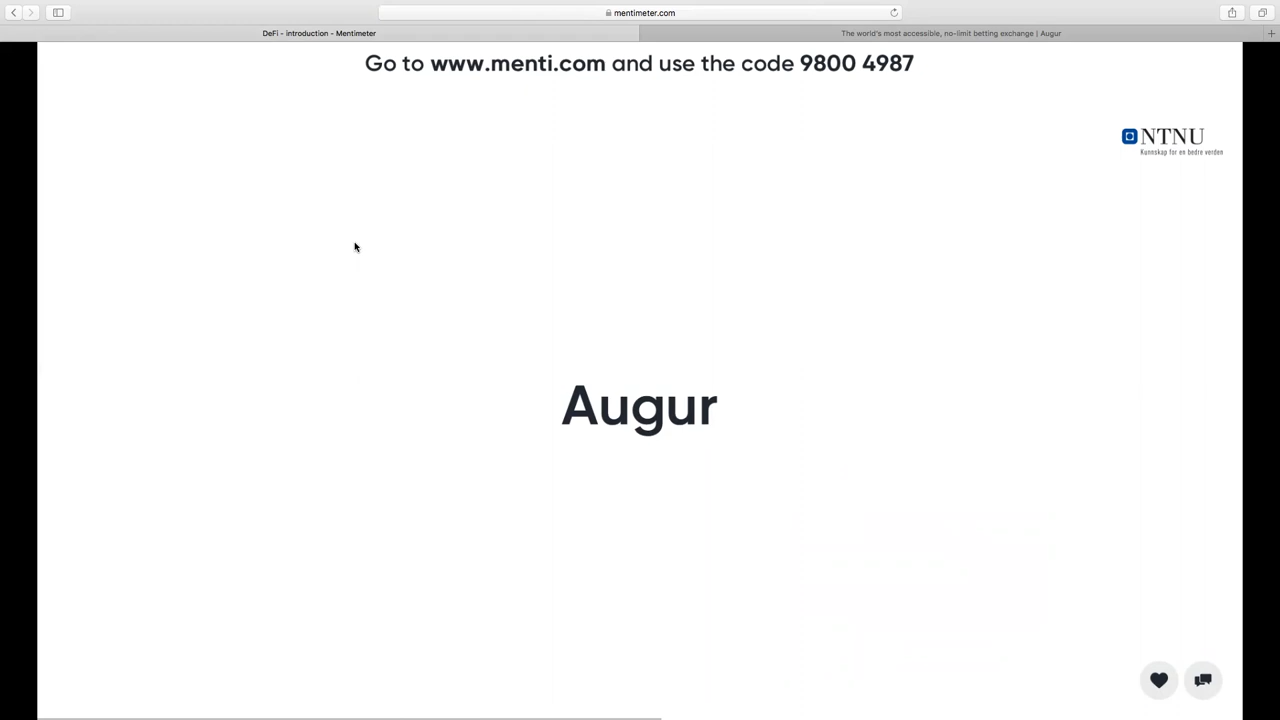 mentimeter.com
DeFi - introduction - Mentimeter
The world's most accessible, no-limit betting exchange | Augur
Go to www.menti.com and use the code 9800 4987
NTNU
Kunnskap for en bedre verden
Augur